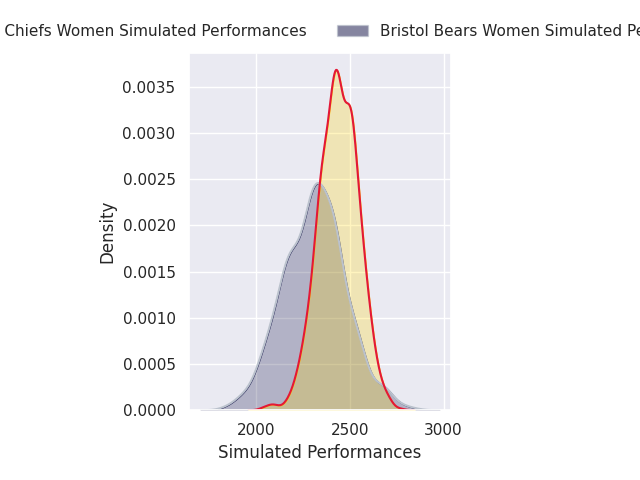 Chiefs Women Simulated Performances
Bristol Bears Women Simulated
0.0035
0.0030
0.0025
0.0020
0.0015
0.0010
0.0005
0.0000
Density
2000
2500
3000
Simulated Performances